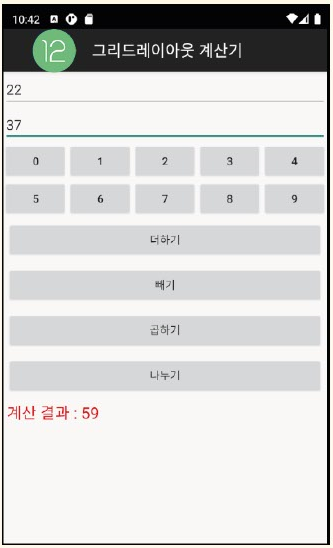 10:42
12 그리드레이아웃 계산기
22
37
0 1 2 3 4
5 6 7 8 9
더하기
빼기
곱하기
나누기
계산 결과 : 59